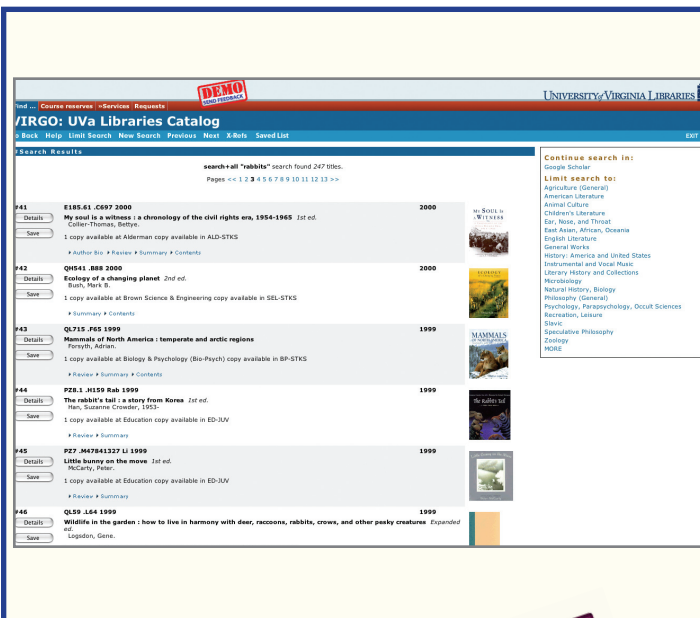 DEMO
SEND FEEDBACK
UNIVERSITY of VIRGINIA LIBRARIES
ind ... Course reserves »Services Requests
VIRGO: UVa Libraries Catalog
o Back Help Limit Search New Search Previous Next X-Refs Saved List EXIT
Search Results
search+all "rabbits" search found 247 titles.
Pages << 1 2 3 4 5 6 7 8 9 10 11 12 13 >>
#41 E185.61 .C697 2000 2000
Details My soul is a witness : a chronology of the civil rights era, 1954-1965 1st ed.
Collier-Thomas, Bettye.
Save
1 copy available at Alderman copy available in ALD-STKS
Author Bio Review Summary Contents
MY SOUL IS A WITNESS
#42 QH541 .B88 2000 2000
Details Ecology of a changing planet 2nd ed.
Bush, Mark B.
Save
1 copy available at Brown Science & Engineering copy available in SEL-STKS
Summary Contents
ECOLOGY
#43 QL715 .F65 1999 1999
Details Mammals of North America : temperate and arctic regions
Forsyth, Adrian.
Save
1 copy available at Biology & Psychology (Bio-Psych) copy available in BP-STKS
Review Summary Contents
MAMMALS
OF NORTH AMERICA
#44 PZ8.1 .H159 Rab 1999 1999
Details The rabbit's tail : a story from Korea 1st ed.
Han, Suzanne Crowder, 1953-
Save
1 copy available at Education copy available in ED-JUV
Review Summary
The Rabbit's Tail
#45 PZ7 .M47841327 Li 1999 1999
Details Little bunny on the move 1st ed.
McCarty, Peter.
Save
1 copy available at Education copy available in ED-JUV
Review Summary
#46 QL59 .L64 1999 1999
Details Wildlife in the garden : how to live in harmony with deer, raccoons, rabbits, crows, and other pesky creatures Expanded
ed.
Logsdon, Gene.
Save
Continue search in:
Google Scholar
Limit search to:
Agriculture (General)
American Literature
Animal Culture
Children's Literature
Ear, Nose, and Throat
East Asian, African, Oceania
English Literature
General Works
History: America and United States
Instrumental and Vocal Music
Literary History and Collections
Microbiology
Natural History, Biology
Philosophy (General)
Psychology, Parapsychology, Occult Sciences
Recreation, Leisure
Slavic
Speculative Philosophy
Zoology
MORE